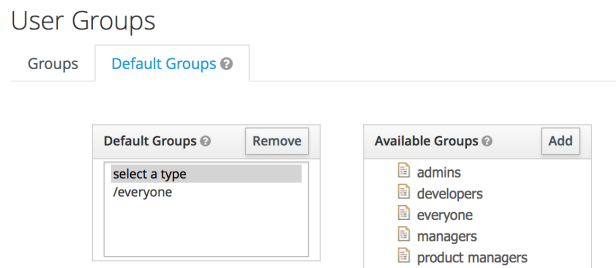 User Groups
Groups
Default Groups ?
Default Groups ?
Remove
select a type
/everyone
Available Groups ?
Add
admins
developers
everyone
managers
product managers